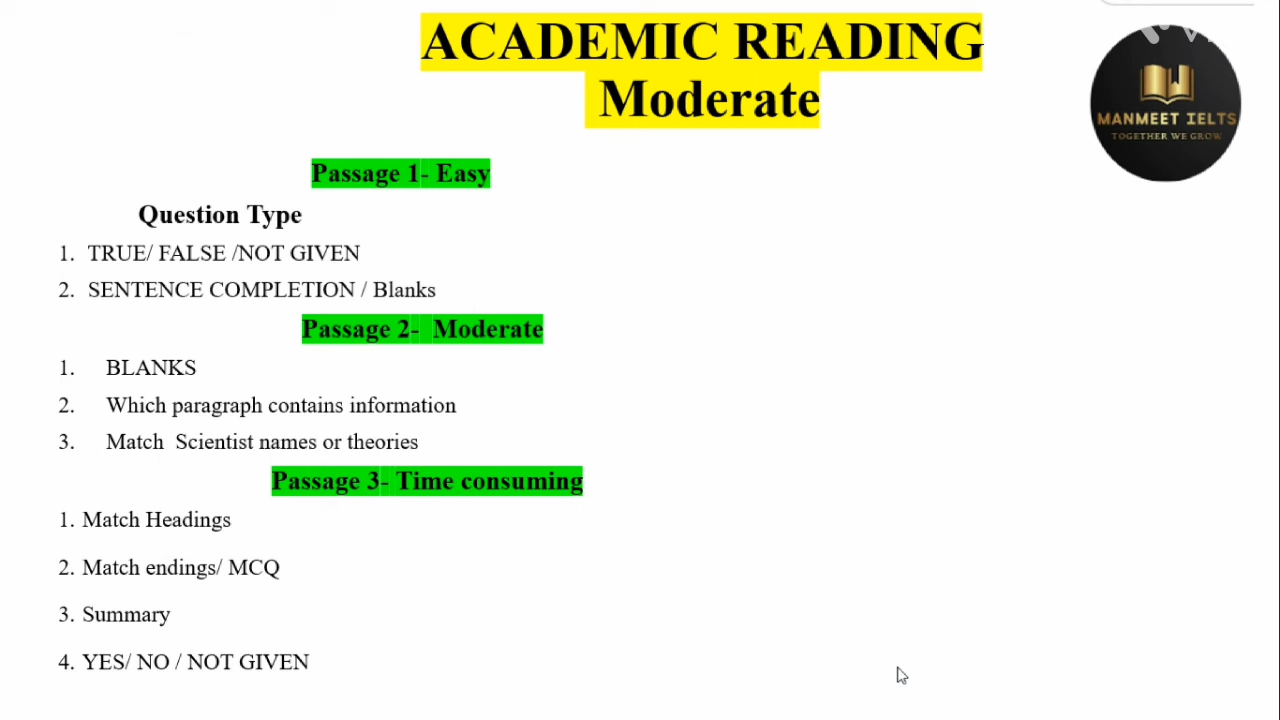 ACADEMIC READING
Moderate
MANMEET IELTS
TOGETHER WE GROW
Passage 1- Easy
Question Type
1. TRUE/ FALSE /NOT GIVEN
2. SENTENCE COMPLETION / Blanks
Passage 2- Moderate
1. BLANKS
2. Which paragraph contains information
3. Match Scientist names or theories
Passage 3- Time consuming
1. Match Headings
2. Match endings/ MCQ
3. Summary
4. YES/ NO / NOT GIVEN